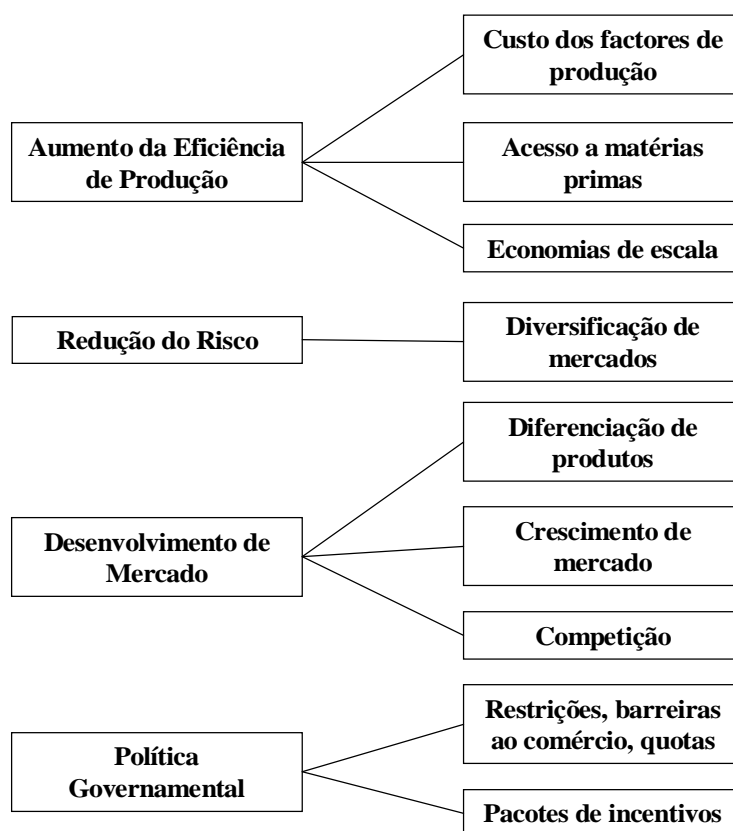 Custo dos factores de
produção
Aumento da Eficiência
de Produção
Acesso a matérias
primas
Economias de escala
Redução do Risco
Diversificação de
mercados
Diferenciação de
produtos
Desenvolvimento de
Mercado
Crescimento de
mercado
Competição
Política
Governamental
Restrições, barreiras
ao comércio, quotas
Pacotes de incentivos